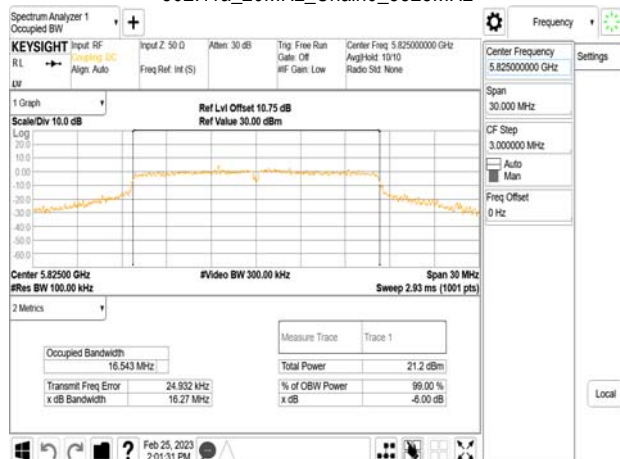 Spectrum Analyzer 1
Occupied BW
Frequency
KEYSIGHT
Input: RF
Coupling: DC
Align: Auto
Input Z: 50 Ω
Freq Ref: Int (S)
Atten: 30 dB
Trig: Free Run
Gate: Off
#IF Gain: Low
Center Freq: 5.825000000 GHz
Avg|Hold: 10/10
Radio Std: None
RL
Center Frequency
5.825000000 GHz
Settings
Span
30.000 MHz
CF Step
3.000000 MHz
Auto
Man
Freq Offset
0 Hz
Local
1 Graph
Scale/Div 10.0 dB
Ref Lvl Offset 10.75 dB
Ref Value 30.00 dBm
Log
20.0
10.0
0.00
-10.0
-20.0
-30.0
-40.0
-50.0
-60.0
Center 5.82500 GHz
#Video BW 300.00 kHz
Span 30 MHz
#Res BW 100.00 kHz
Sweep 2.93 ms (1001 pts)
2 Metrics
Measure Trace
Trace 1
Occupied Bandwidth
16.543 MHz
Total Power
21.2 dBm
Transmit Freq Error
24.932 kHz
% of OBW Power
99.00 %
x dB Bandwidth
16.27 MHz
x dB
-6.00 dB
?
Feb 25, 2023
2:01:31 PM